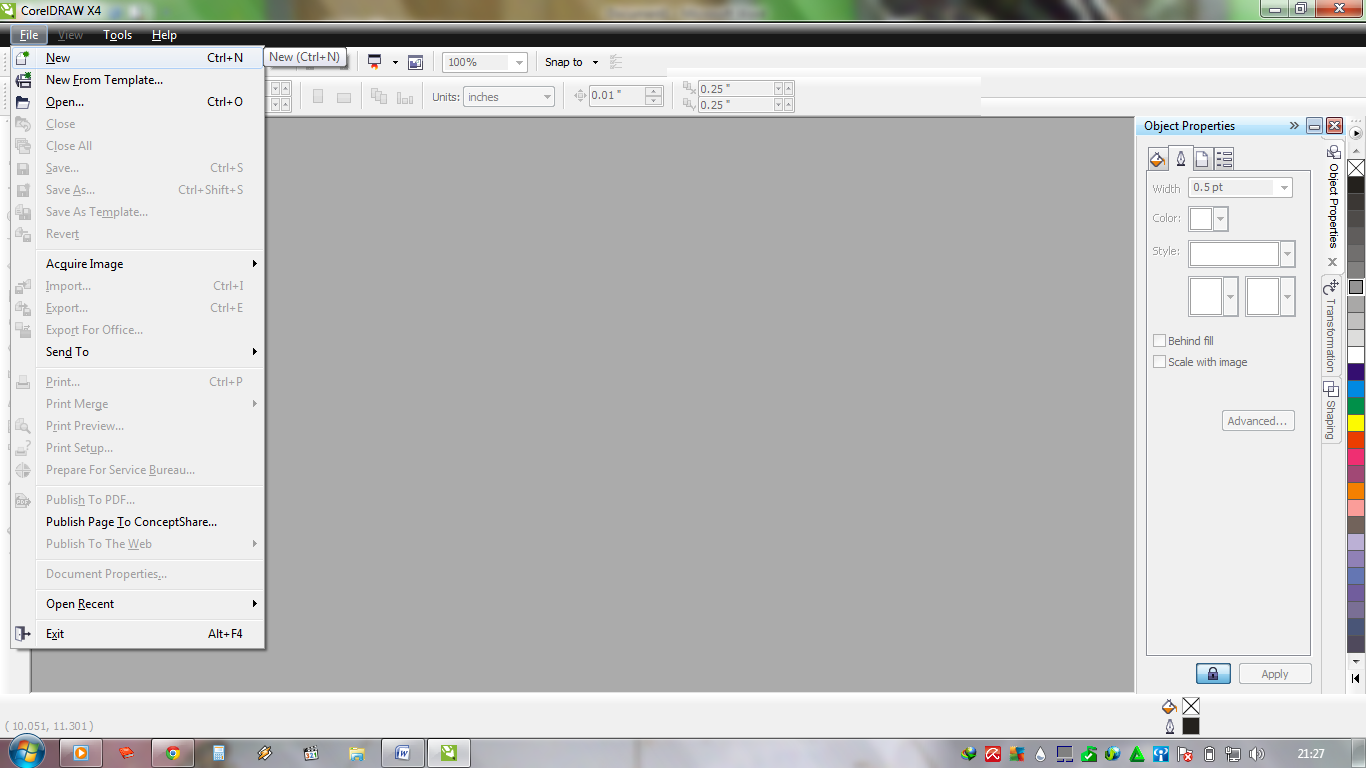 CorelDRAW X4
File View Tools Help
New Ctrl+N
New (Ctrl+N)
100%
Snap to
New From Template...
Open... Ctrl+O
Units: inches
0.01 "
0.25 "
0.25 "
Close
Close All
Save... Ctrl+S
Save As... Ctrl+Shift+S
Save As Template...
Revert
Acquire Image
Import... Ctrl+I
Export... Ctrl+E
Export For Office...
Send To
Print... Ctrl+P
Print Merge
Print Preview...
Print Setup...
Prepare For Service Bureau...
Publish To PDF...
Publish Page To ConceptShare...
Publish To The Web
Document Properties...
Open Recent
Exit Alt+F4
Object Properties
Width 0.5 pt
Color:
Style:
Behind fill
Scale with image
Advanced...
Apply
Object Properties
Transformation
Shaping
( 10.051, 11.301 )
21:27